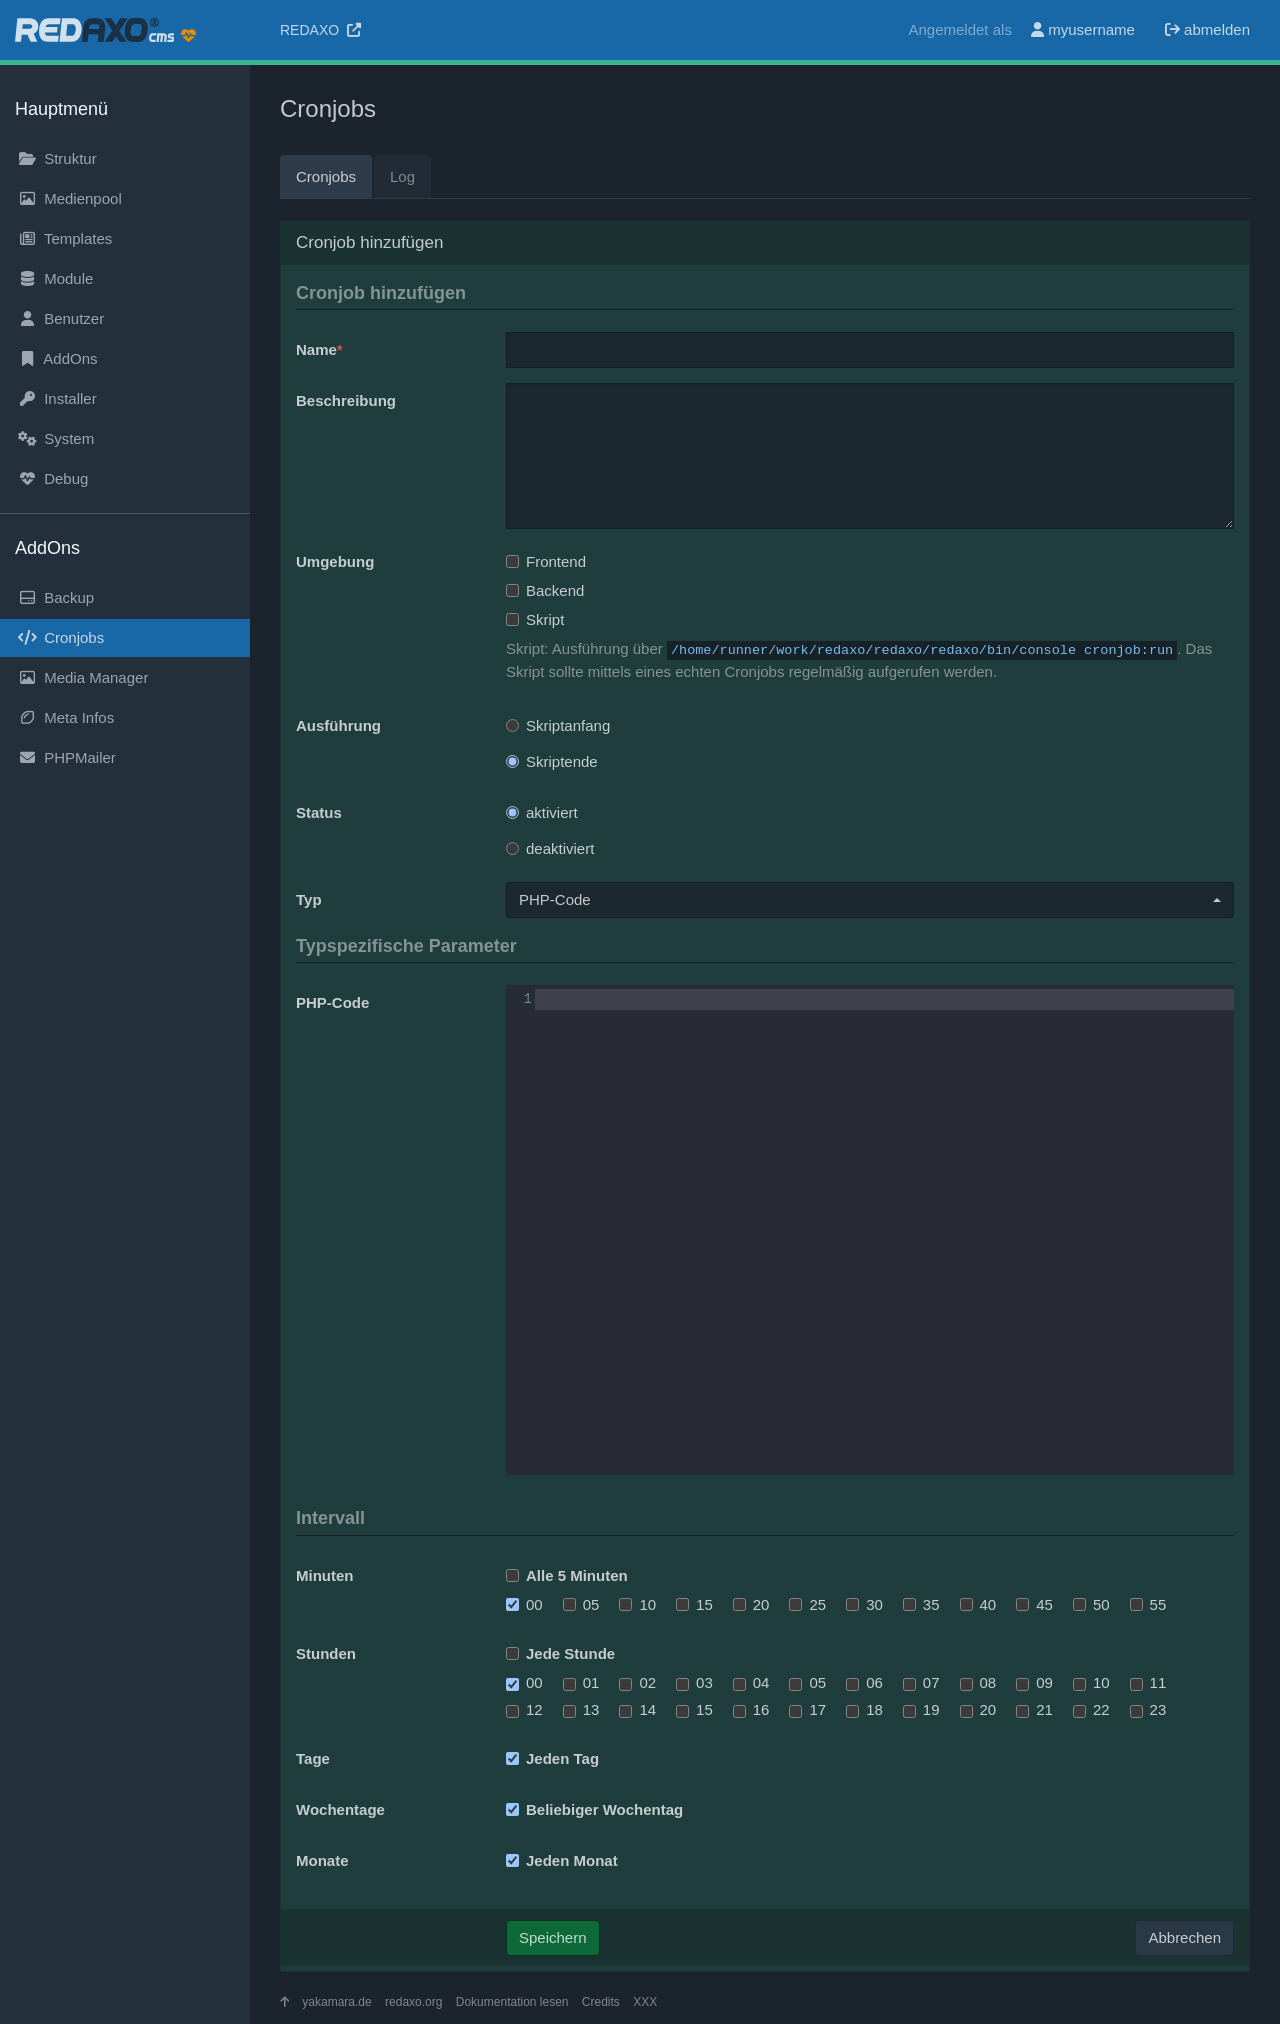 REDAXO® cms
REDAXO
Angemeldet als myusername abmelden
Hauptmenü
Struktur
Medienpool
Templates
Module
Benutzer
AddOns
Installer
System
Debug
AddOns
Backup
Cronjobs
Media Manager
Meta Infos
PHPMailer
Cronjobs
Cronjobs Log
Cronjob hinzufügen
Cronjob hinzufügen
Name*
Beschreibung
Umgebung
Frontend
Backend
Skript
Skript: Ausführung über /home/runner/work/redaxo/redaxo/redaxo/bin/console cronjob:run. Das
Skript sollte mittels eines echten Cronjobs regelmäßig aufgerufen werden.
Ausführung
Skriptanfang
Skriptende
Status
aktiviert
deaktiviert
Typ
PHP-Code
Typspezifische Parameter
PHP-Code
1
Intervall
Minuten
Alle 5 Minuten
00 05 10 15 20 25 30 35 40 45 50 55
Stunden
Jede Stunde
00 01 02 03 04 05 06 07 08 09 10 11
12 13 14 15 16 17 18 19 20 21 22 23
Tage
Jeden Tag
Wochentage
Beliebiger Wochentag
Monate
Jeden Monat
Speichern
Abbrechen
yakamara.de redaxo.org Dokumentation lesen Credits XXX